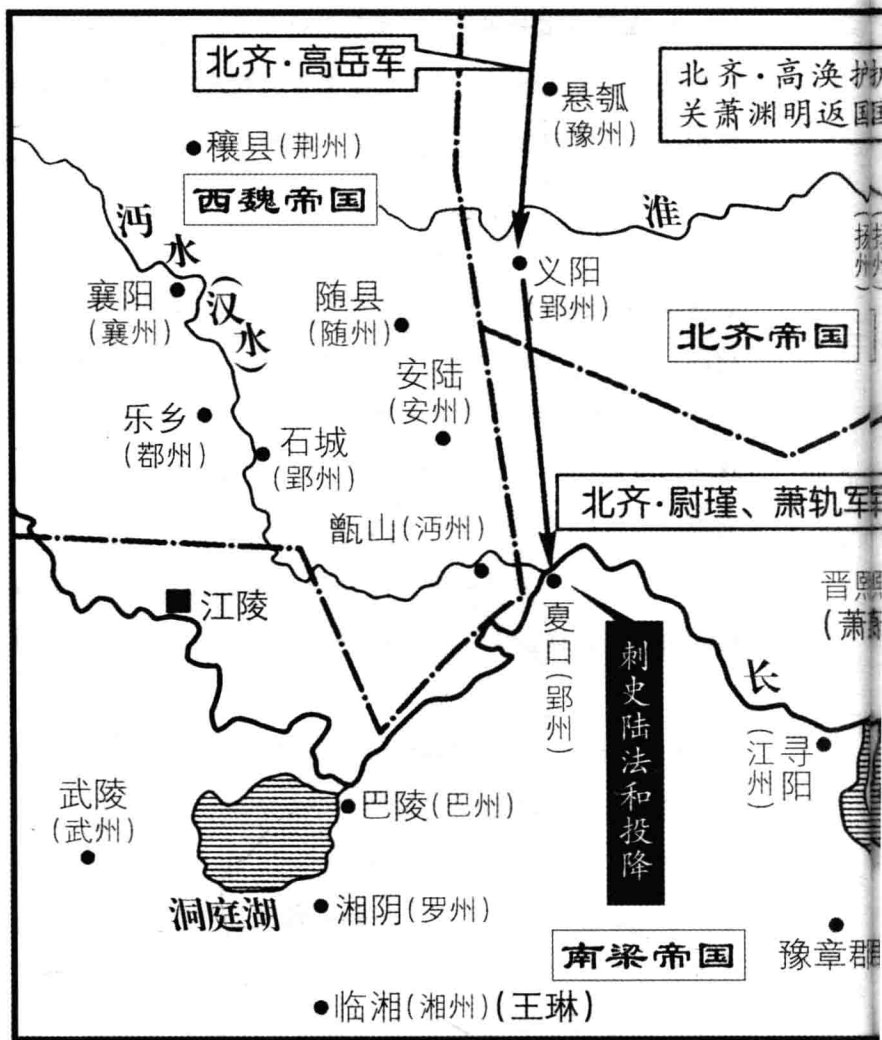 北齐·高岳军
北齐·高涣
关萧渊明返国
悬瓠
(豫州)
穰县(荆州)
西魏帝国
淮
沔水(汉水)
义阳
(郢州)
襄阳
(襄州)
随县
(随州)
北齐帝国
安陆
(安州)
乐乡
(鄀州)
石城
(郢州)
北齐·尉瑾、萧轨军
甑山(沔州)
江陵
夏口(郢州)
刺史陆法和投降
晋熙
长
寻阳
(江州)
武陵
(武州)
巴陵(巴州)
洞庭湖
湘阴(罗州)
南梁帝国
豫章郡
临湘(湘州)(王琳)